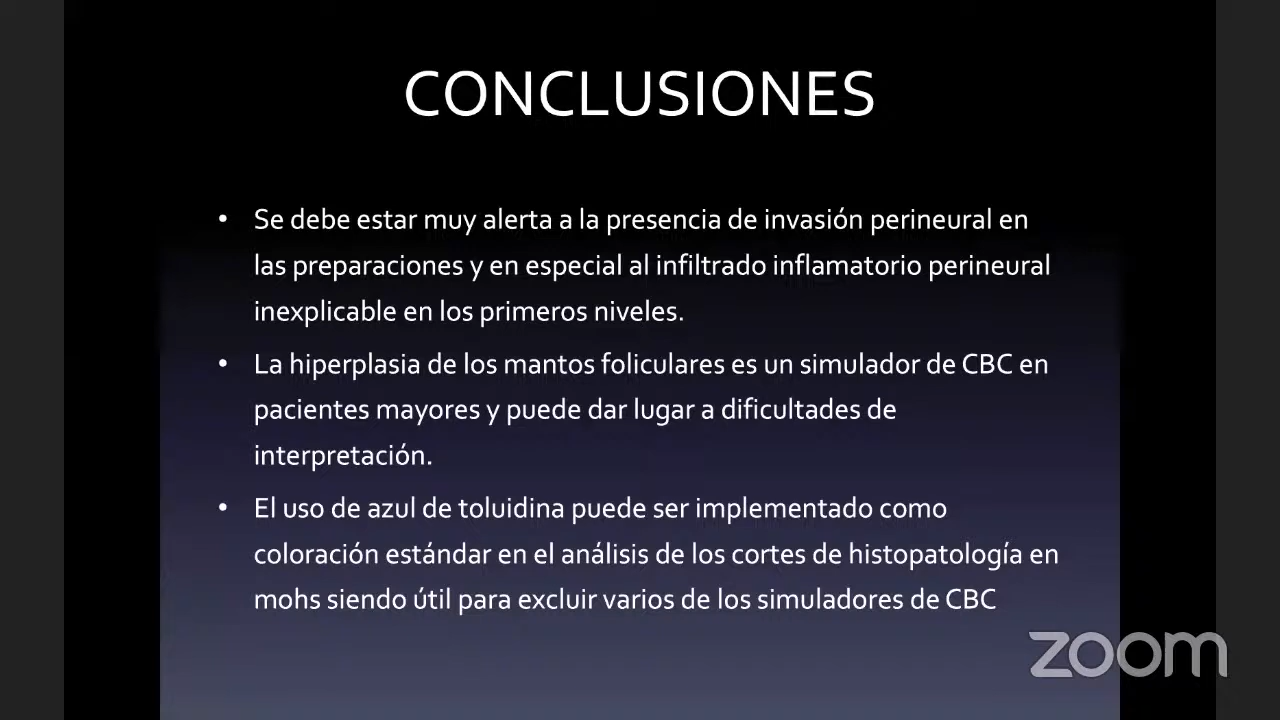 CONCLUSIONES
• Se debe estar muy alerta a la presencia de invasión perineural en
las preparaciones y en especial al infiltrado inflamatorio perineural
inexplicable en los primeros niveles.
• La hiperplasia de los mantos foliculares es un simulador de CBC en
pacientes mayores y puede dar lugar a dificultades de
interpretación.
• El uso de azul de toluidina puede ser implementado como
coloración estándar en el análisis de los cortes de histopatología en
mohs siendo útil para excluir varios de los simuladores de CBC
zoom